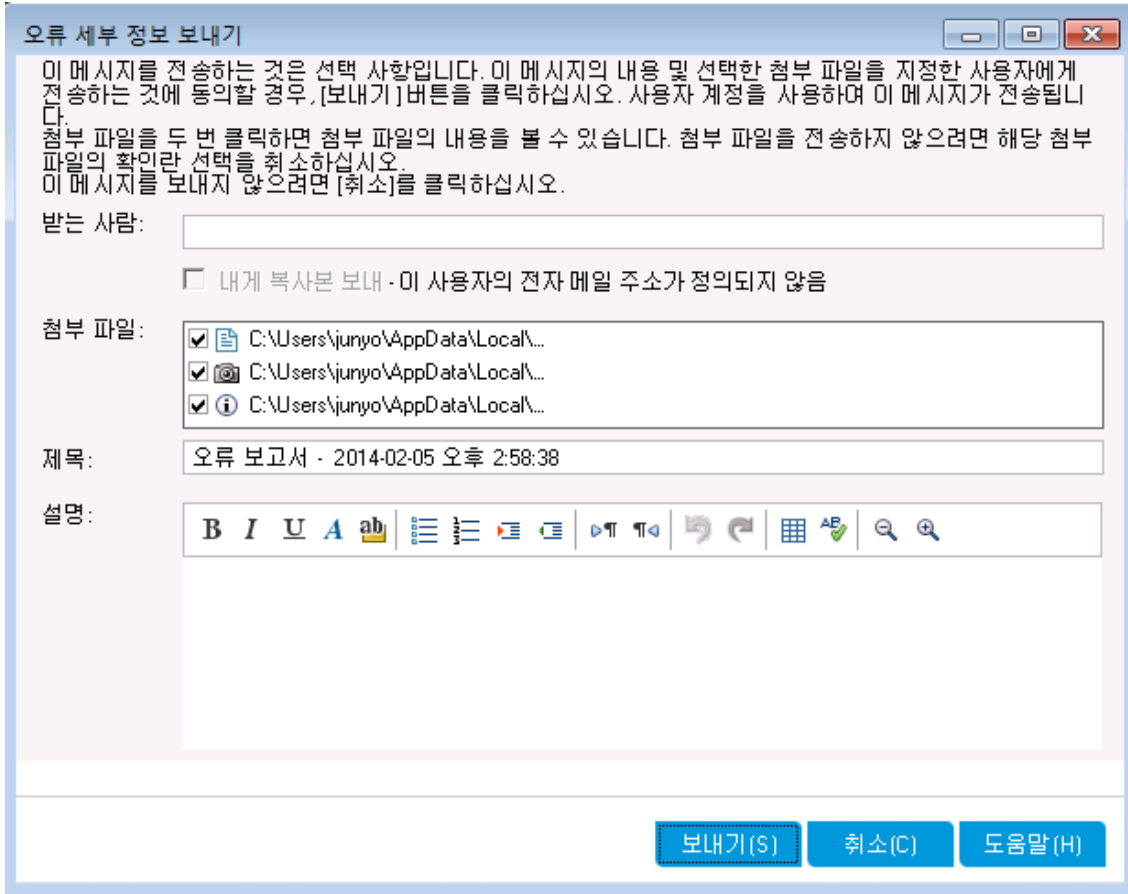 오류 세부 정보 보내기
이 메시지를 전송하는 것은 선택 사항입니다. 이 메시지의 내용 및 선택한 첨부 파일을 지정한 사용자에게
전송하는 것에 동의할 경우, [보내기 ] 버튼을 클릭하십시오. 사용자 계정을 사용하여 이 메시지가 전송됩니
다.
첨부 파일을 두 번 클릭하면 첨부 파일의 내용을 볼 수 있습니다. 첨부 파일을 전송하지 않으려면 해당 첨부
파일의 확인란 선택을 취소하십시오.
이 메시지를 보내지 않으려면 [취소]를 클릭하십시오.
받는 사람:
내게 복사본 보내 - 이 사용자의 전자 메일 주소가 정의되지 않음
첨부 파일:
C:\Users\junyo\AppData\Local\...
C:\Users\junyo\AppData\Local\...
C:\Users\junyo\AppData\Local\...
제목: 오류 보고서 - 2014-02-05 오후 2:58:38
설명:
B I U A ab
보내기(S) 취소(C) 도움말(H)